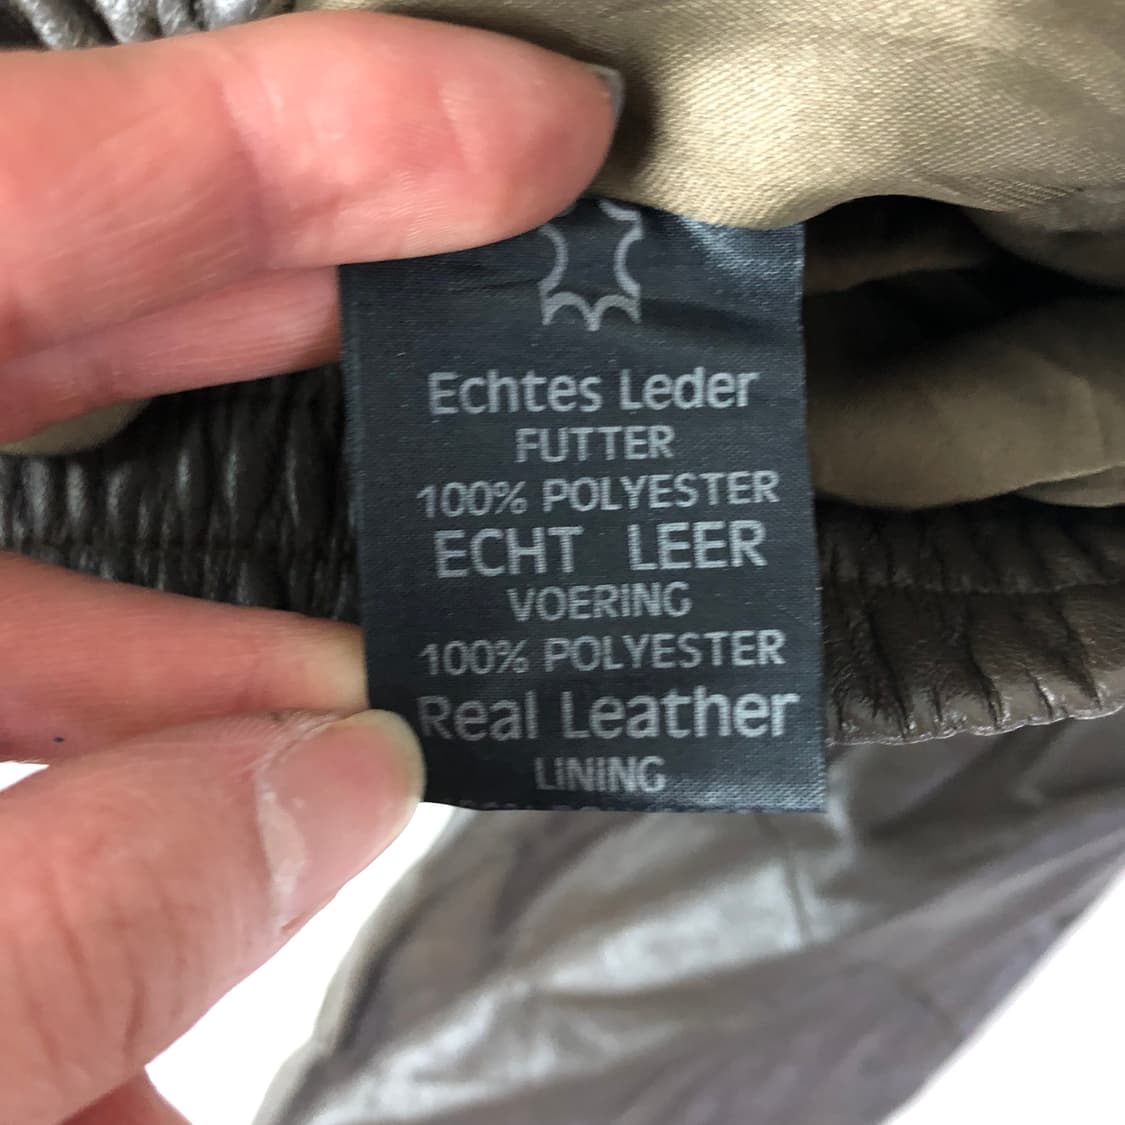 Echtes Leder
FUTTER
100% POLYESTER
ECHT LEER
VOERING
100% POLYESTER
Real Leather
LINING